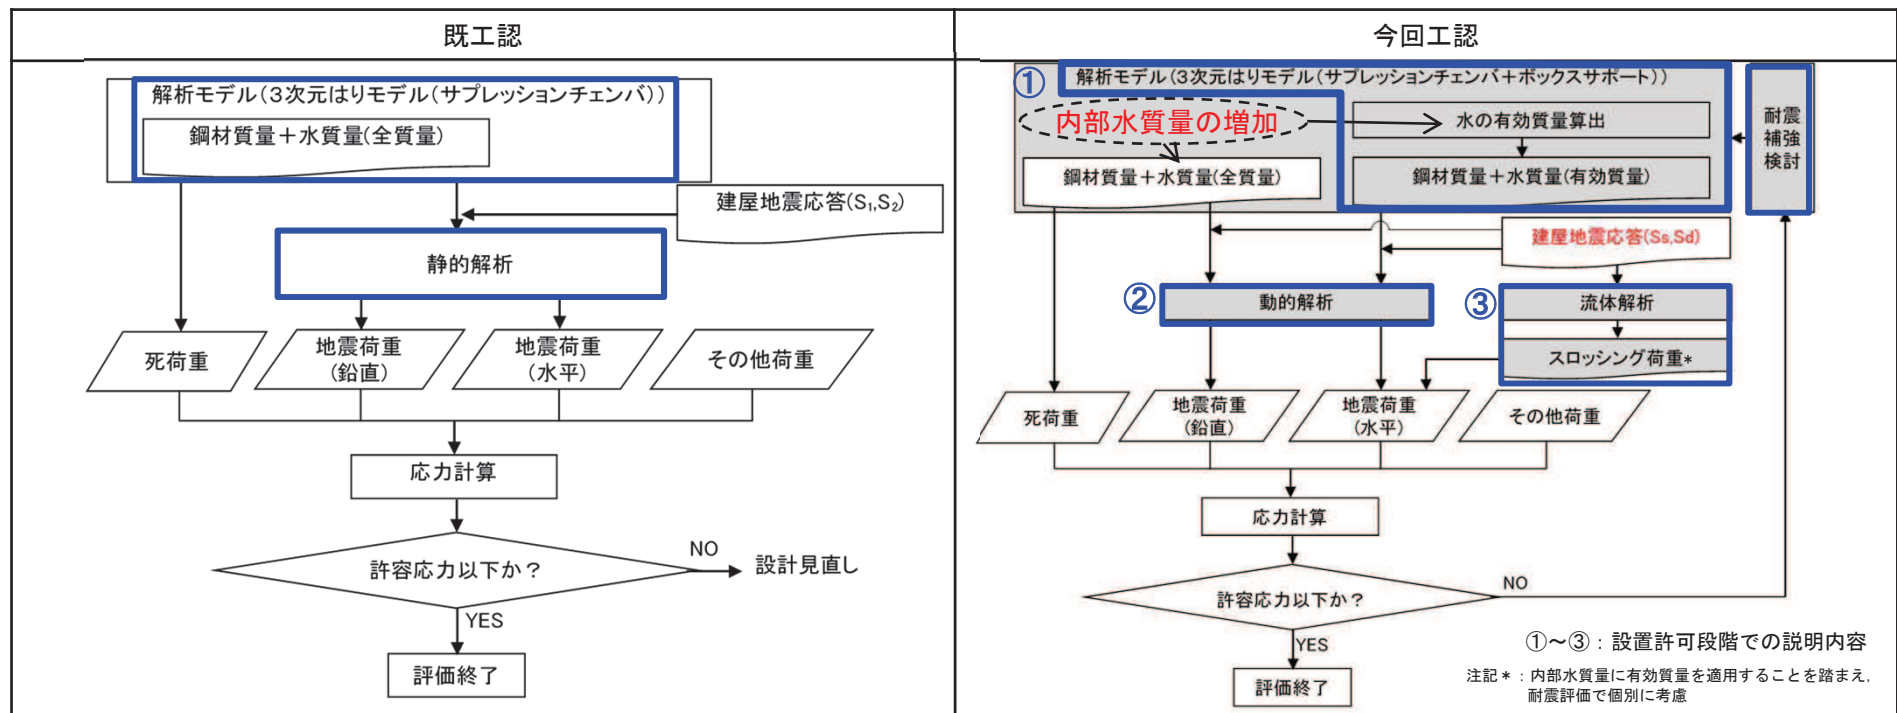 既工認
解析モデル(3次元はりモデル(サプレッションチェンバ))
鋼材質量+水質量(全質量)
建屋地震応答(S₁,S₂)
静的解析
死荷重
地震荷重
(鉛直)
地震荷重
(水平)
その他荷重
応力計算
許容応力以下か?
NO
設計見直し
YES
評価終了
今回工認
①
解析モデル(3次元はりモデル(サプレッションチェンバ+ボックスサポート))
内部水質量の増加
水の有効質量算出
鋼材質量+水質量(全質量)
鋼材質量+水質量(有効質量)
耐震
補強
検討
建屋地震応答(Ss,Sd)
②
動的解析
③
流体解析
スロッシング荷重*
死荷重
地震荷重
(鉛直)
地震荷重
(水平)
その他荷重
応力計算
許容応力以下か?
NO
YES
評価終了
①~③:設置許可段階での説明内容
注記*:内部水質量に有効質量を適用することを踏まえ,
耐震評価で個別に考慮